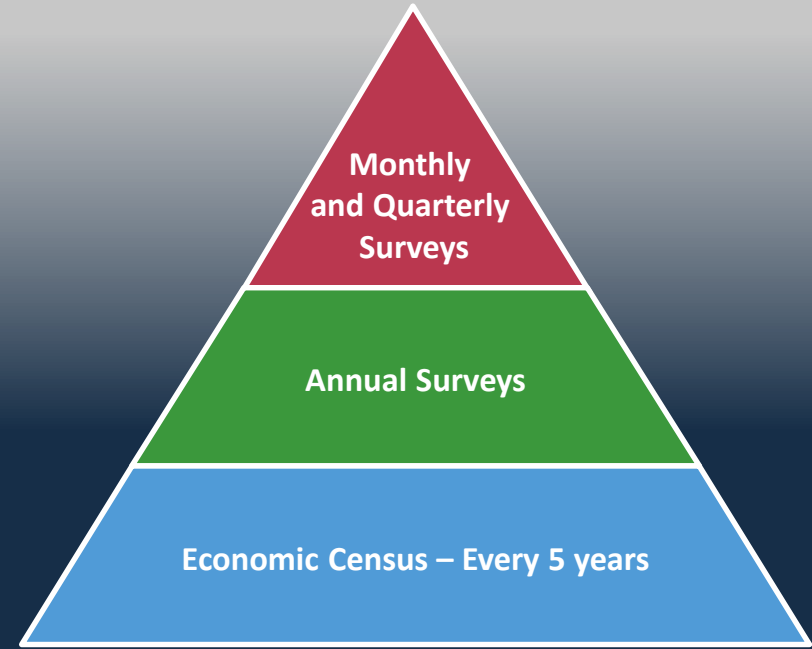 Monthly
and Quarterly
Surveys
Annual Surveys
Economic Census – Every 5 years